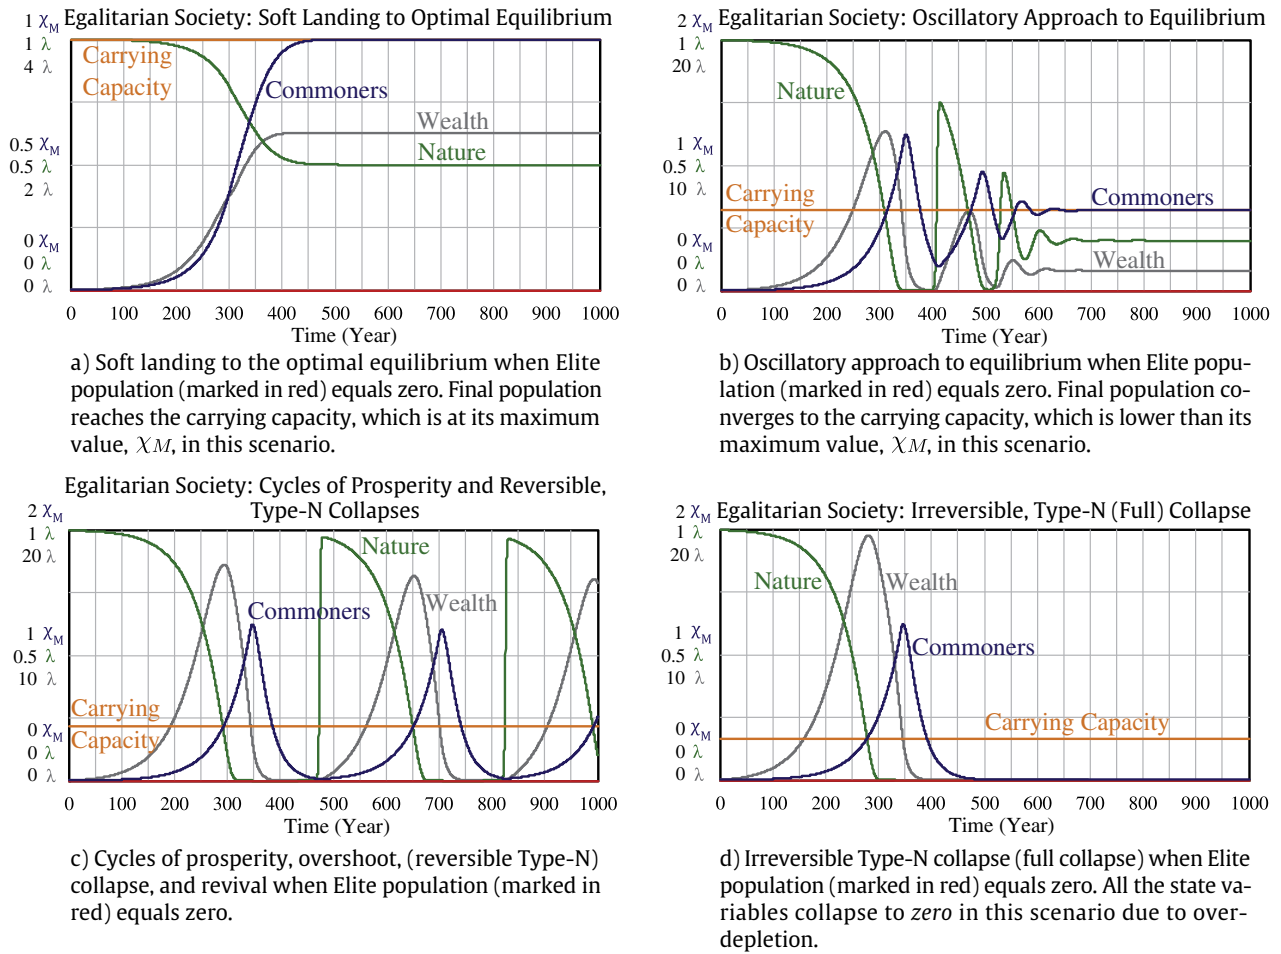 Egalitarian Society: Soft Landing to Optimal Equilibrium
1 χM
1 λ
4 λ
0.5 χM
0.5 λ
2 λ
0 χM
0 λ
0 λ
Carrying
Capacity
Commoners
Wealth
Nature
0 100 200 300 400 500 600 700 800 900 1000
Time (Year)
a) Soft landing to the optimal equilibrium when Elite
population (marked in red) equals zero. Final population
reaches the carrying capacity, which is at its maximum
value, χM, in this scenario.
Egalitarian Society: Oscillatory Approach to Equilibrium
2 χM
1 λ
20 λ
1 χM
0.5 λ
10 λ
0 χM
0 λ
0 λ
Nature
Carrying
Capacity
Commoners
Wealth
0 100 200 300 400 500 600 700 800 900 1000
Time (Year)
b) Oscillatory approach to equilibrium when Elite popu-
lation (marked in red) equals zero. Final population co-
nverges to the carrying capacity, which is lower than its
maximum value, χM, in this scenario.
Egalitarian Society: Cycles of Prosperity and Reversible,
Type-N Collapses
2 χM
1 λ
20 λ
1 χM
0.5 λ
10 λ
0 χM
0 λ
0 λ
Nature
Wealth
Commoners
Carrying
Capacity
0 100 200 300 400 500 600 700 800 900 1000
Time (Year)
c) Cycles of prosperity, overshoot, (reversible Type-N)
collapse, and revival when Elite population (marked in
red) equals zero.
Egalitarian Society: Irreversible, Type-N (Full) Collapse
2 χM
1 λ
20 λ
1 χM
0.5 λ
10 λ
0 χM
0 λ
0 λ
Nature
Wealth
Commoners
Carrying Capacity
0 100 200 300 400 500 600 700 800 900 1000
Time (Year)
d) Irreversible Type-N collapse (full collapse) when Elite
population (marked in red) equals zero. All the state va-
riables collapse to zero in this scenario due to over-
depletion.